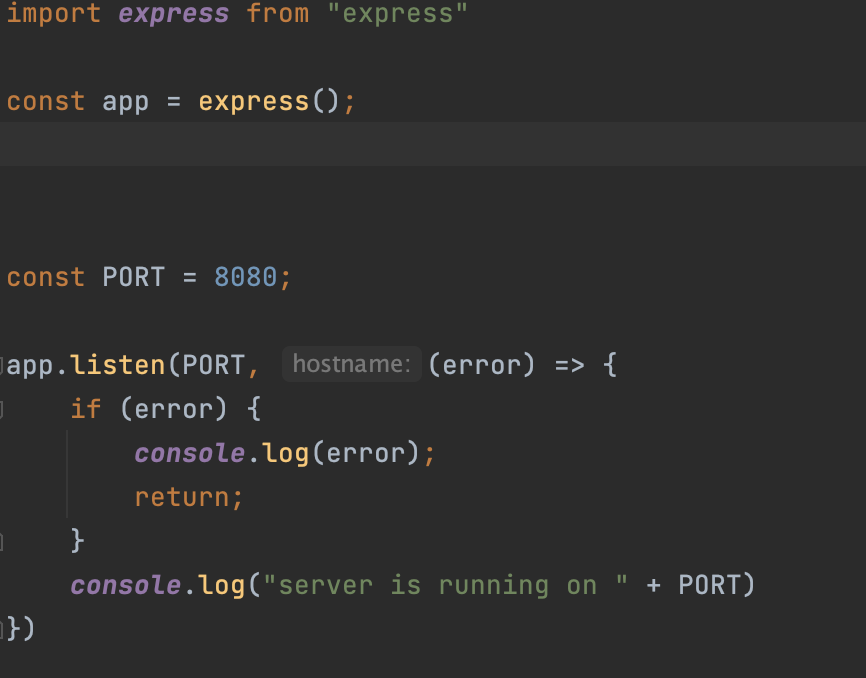 import express from "express"
const app = express();
const PORT = 8080;
app.listen(PORT, hostname: (error) => {
if (error) {
console.log(error);
return;
}
console.log("server is running on " + PORT)
})